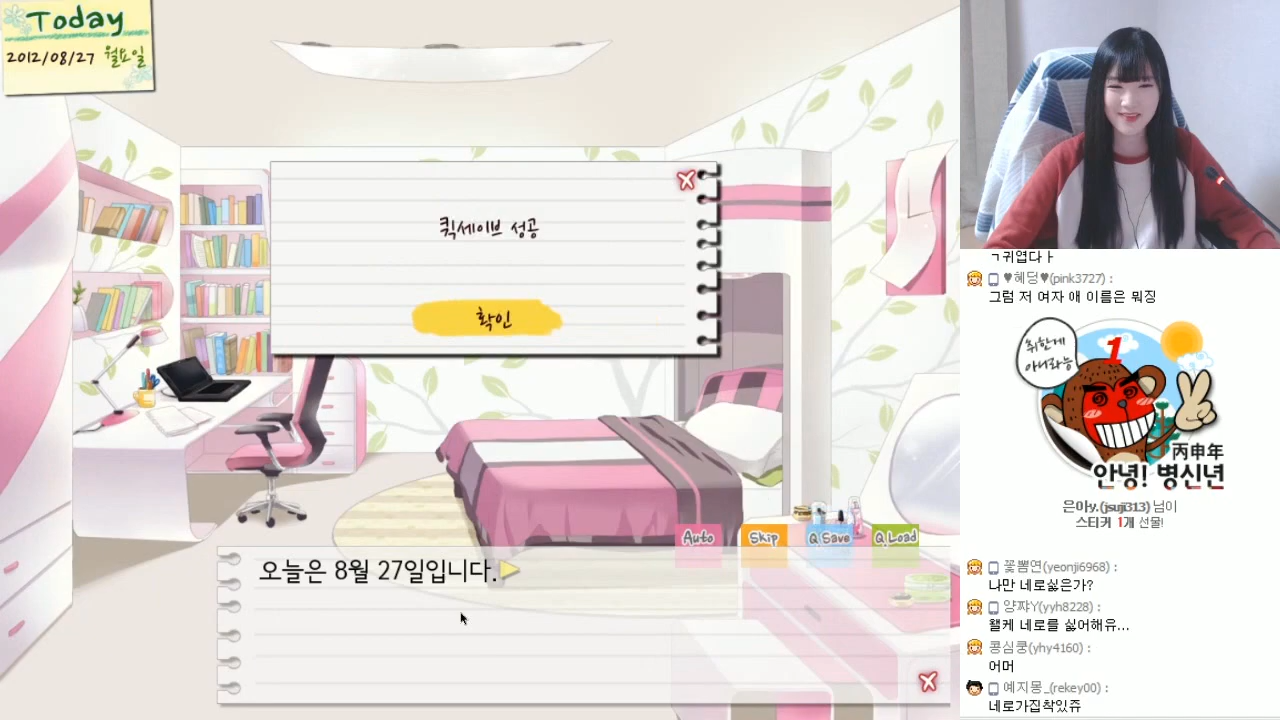 Today
2012/08/27 월요일
퀵세이브 성공
확인
Auto
Skip
Q.Save
Q.Load
오늘은 8월 27일입니다.
ㄱ귀엽다ㅏ
♥혜덩♥(pink3727) :
그럼 저 여자 애 이름은 뭐징
취한게
아니라능
1
丙申年
안녕! 병신년
은아y.(jsuji313) 님이
스티커 1개 선물!
꽃뽐연(yeonji6968) :
나만 네로싫은가?
양쨔Y(yyh8228) :
왤케 네로를 싫어해유...
콩심쿵(yhy4160) :
어머
예지몽_(rekey00) :
네로가집착있쥬